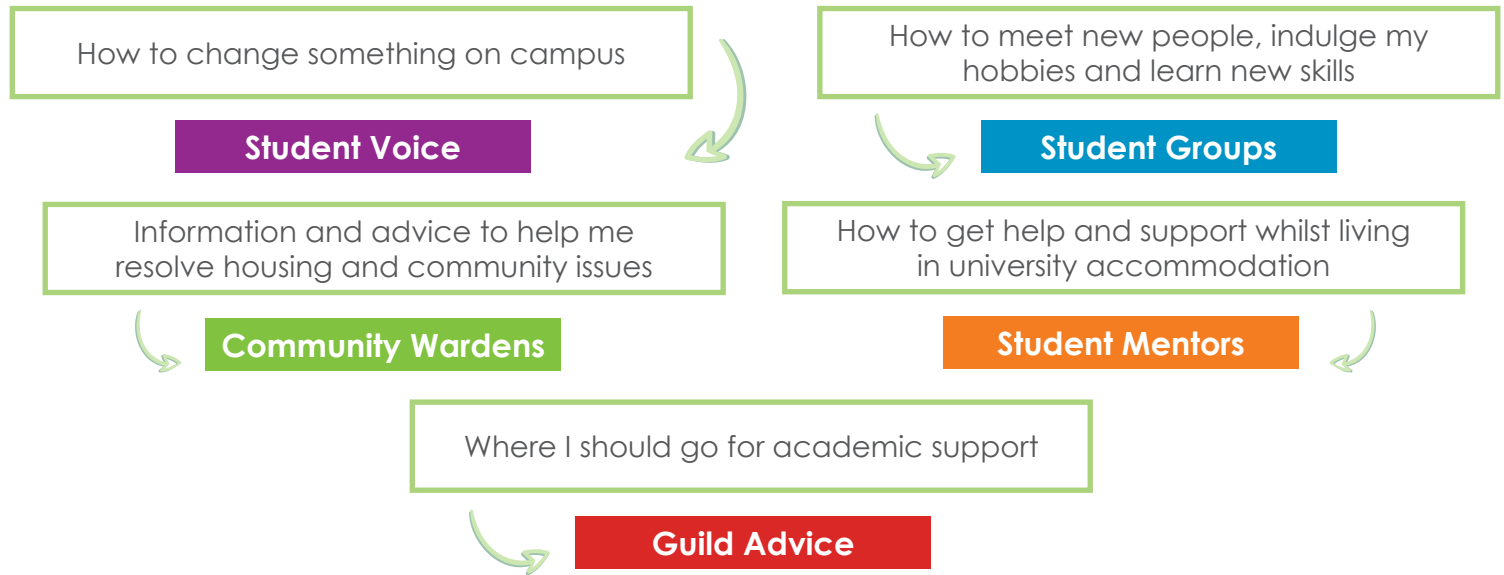 How to change something on campus
Student Voice
How to meet new people, indulge my
hobbies and learn new skills
Student Groups
Information and advice to help me
resolve housing and community issues
Community Wardens
How to get help and support whilst living
in university accommodation
Student Mentors
Where I should go for academic support
Guild Advice